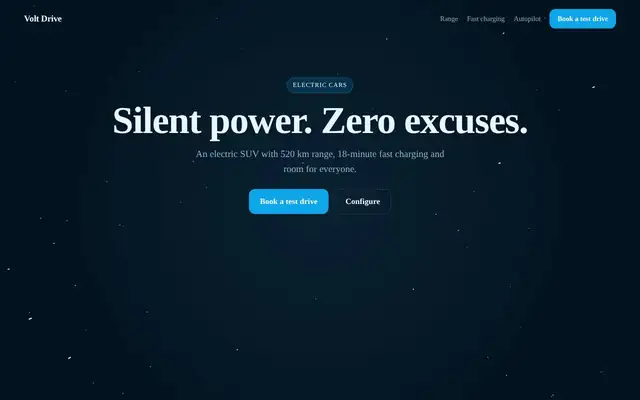 Volt Drive
Range Fast charging Autopilot Book a test drive
ELECTRIC CARS
Silent power. Zero excuses.
An electric SUV with 520 km range, 18-minute fast charging and
room for everyone.
Book a test drive Configure